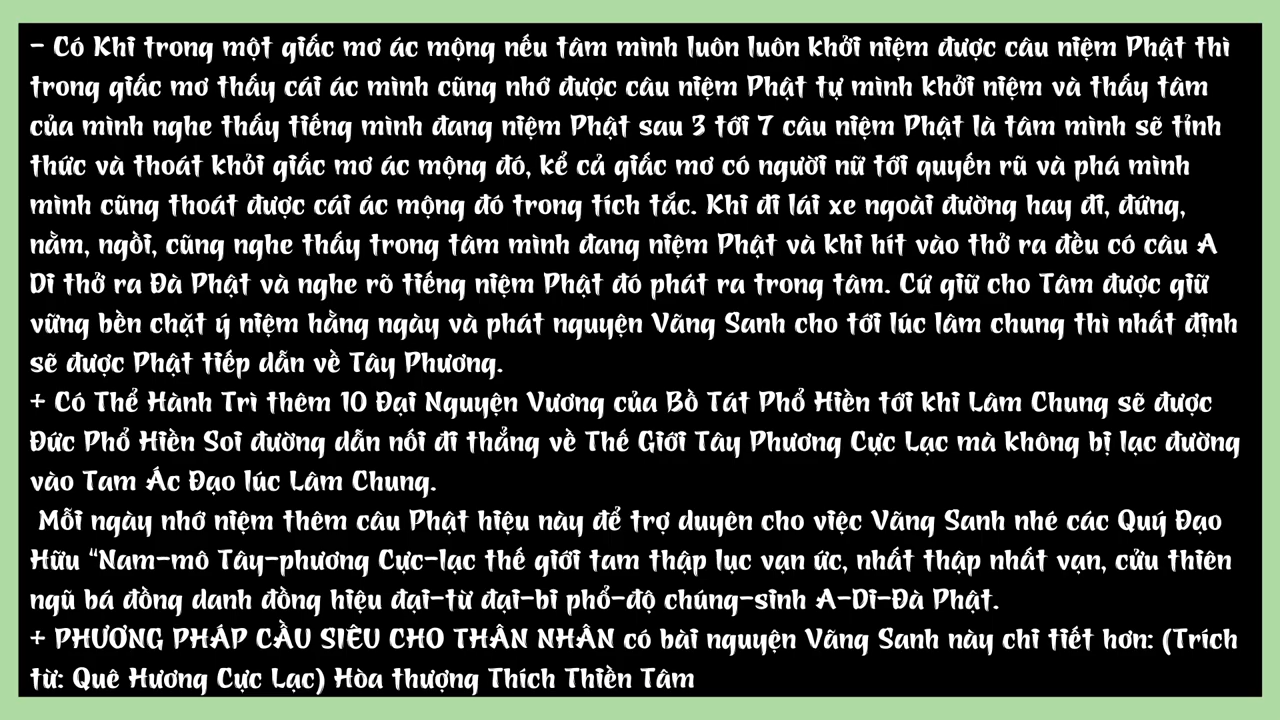 - Có Khi trong một giấc mơ ác mộng nếu tâm mình luôn luôn khởi niệm được câu niệm Phật thì
trong giấc mơ thấy cái ác mình cũng nhớ được câu niệm Phật tự mình khởi niệm và thấy tâm
của mình nghe thấy tiếng mình đang niệm Phật sau 3 tới 7 câu niệm Phật là tâm mình sẽ tỉnh
thức và thoát khỏi giấc mơ ác mộng đó, kể cả giấc mơ có người nữ tới quyến rũ và phá mình
mình cũng thoát được cái ác mộng đó trong tích tắc. Khi đi lái xe ngoài đường hay đi, đứng,
nằm, ngồi, cũng nghe thấy trong tâm mình đang niệm Phật và khi hít vào thở ra đều có câu A
Di thở ra Đà Phật và nghe rõ tiếng niệm Phật đó phát ra trong tâm. Cứ giữ cho Tâm được giữ
vững bền chặt ý niệm hằng ngày và phát nguyện Vãng Sanh cho tới lúc lâm chung thì nhất định
sẽ được Phật tiếp dẫn về Tây Phương.
+ Có Thể Hành Trì thêm 10 Đại Nguyện Vương của Bồ Tát Phổ Hiền tới khi Lâm Chung sẽ được
Đức Phổ Hiền Soi đường dẫn nối đi thẳng về Thế Giới Tây Phương Cực Lạc mà không bị lạc đường
vào Tam Ác Đạo lúc Lâm Chung.
Mỗi ngày nhớ niệm thêm câu Phật hiệu này để trợ duyên cho việc Vãng Sanh nhé các Quý Đạo
Hữu "Nam-mô Tây-phương Cực-lạc thế giới tam thập lục vạn ức, nhất thập nhất vạn, cửu thiên
ngũ bá đồng danh đồng hiệu đại-từ đại-bi phổ-độ chúng-sinh A-Di-Đà Phật.
+ PHƯƠNG PHÁP CẦU SIÊU CHO THÂN NHÂN có bài nguyện Vãng Sanh này chi tiết hơn: (Trích
từ: Quê Hương Cực Lạc) Hòa thượng Thích Thiền Tâm